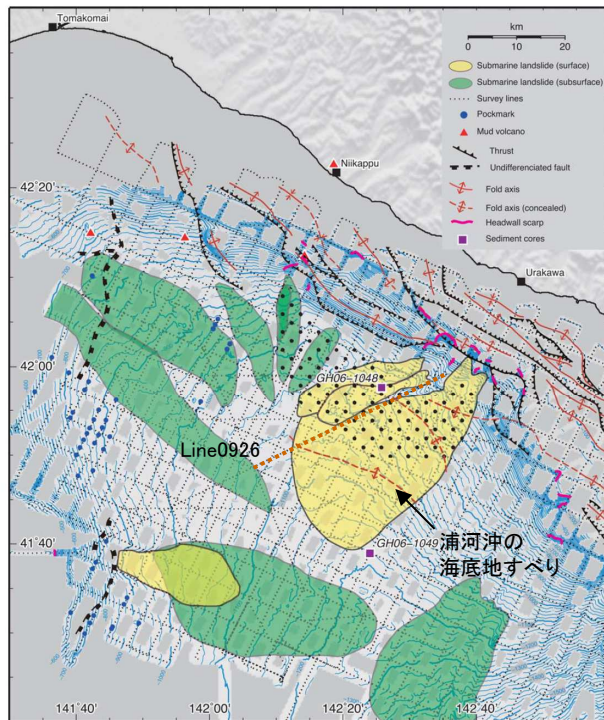 Tomakomai
km
0 10 20
Submarine landslide (surface)
Submarine landslide (subsurface)
Survey lines
Pockmark
Mud volcano
Thrust
Undifferenciated fault
Fold axis
Fold axis (concealed)
Headwall scarp
Sediment cores
Niikappu
42°20'
Urakawa
42°00'
GH06-1048
Line0926
浦河沖の
海底地すべり
GH06-1049
41°40'
141°40' 142°00' 142°20' 142°40'